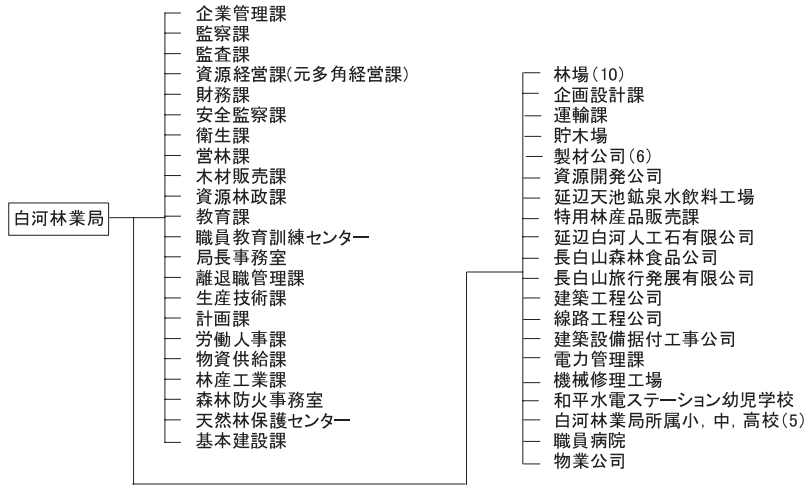 白河林業局
企業管理課
監察課
監査課
資源経営課(元多角経営課)
財務課
安全監察課
衛生課
営林課
木材販売課
資源林政課
教育課
職員教育訓練センター
局長事務室
離退職管理課
生産技術課
計画課
労働人事課
物資供給課
林産工業課
森林防火事務室
天然林保護センター
基本建設課
林場(10)
企画設計課
運輸課
貯木場
製材公司(6)
資源開発公司
延辺天池鉱泉水飲料工場
特用林産品販売課
延辺白河人工石有限公司
長白山森林食品公司
長白山旅行発展有限公司
建築工程公司
線路工程公司
建築設備据付工事公司
電力管理課
機械修理工場
和平水電ステーション幼児学校
白河林業局所属小, 中, 高校(5)
職員病院
物業公司